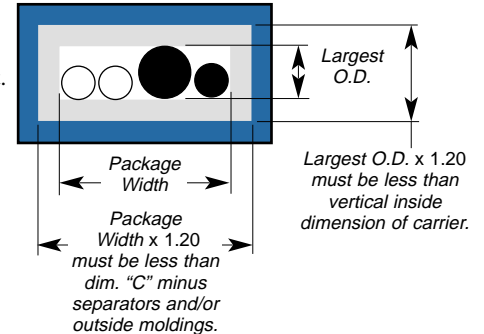 Largest
O.D.
Package
Width
Largest O.D. x 1.20
must be less than
vertical inside
dimension of carrier.
Package
Width x 1.20
must be less than
dim. “C” minus
separators and/or
outside moldings.